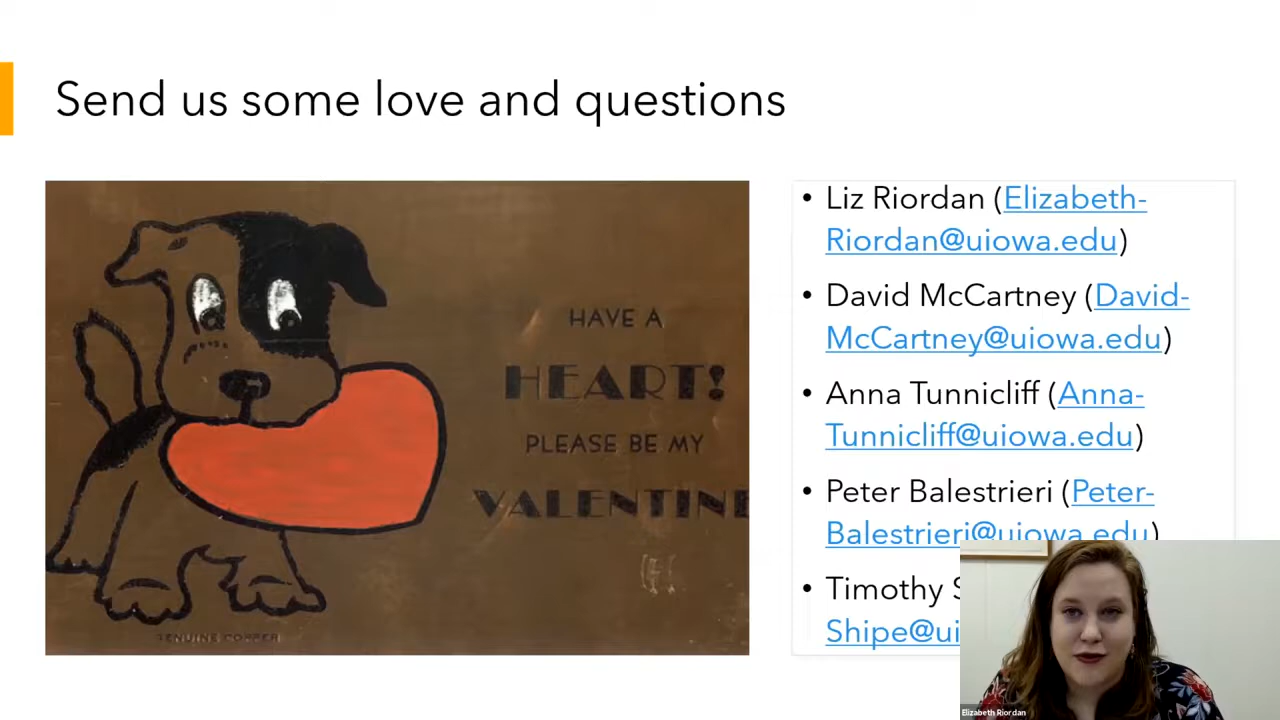 Send us some love and questions
HAVE A
HEART!
PLEASE BE MY
VALENTINE
GENUINE COPPER
• Liz Riordan (Elizabeth-
Riordan@uiowa.edu)
• David McCartney (David-
McCartney@uiowa.edu)
• Anna Tunnicliff (Anna-
Tunnicliff@uiowa.edu)
• Peter Balestrieri (Peter-
Balestrieri@uiowa.edu)
• Timothy
Shipe@ui
Elizabeth Riordan